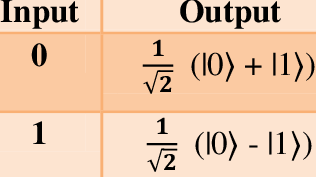 Input Output
0 1/√2 (|0⟩ + |1⟩)
1 1/√2 (|0⟩ - |1⟩)